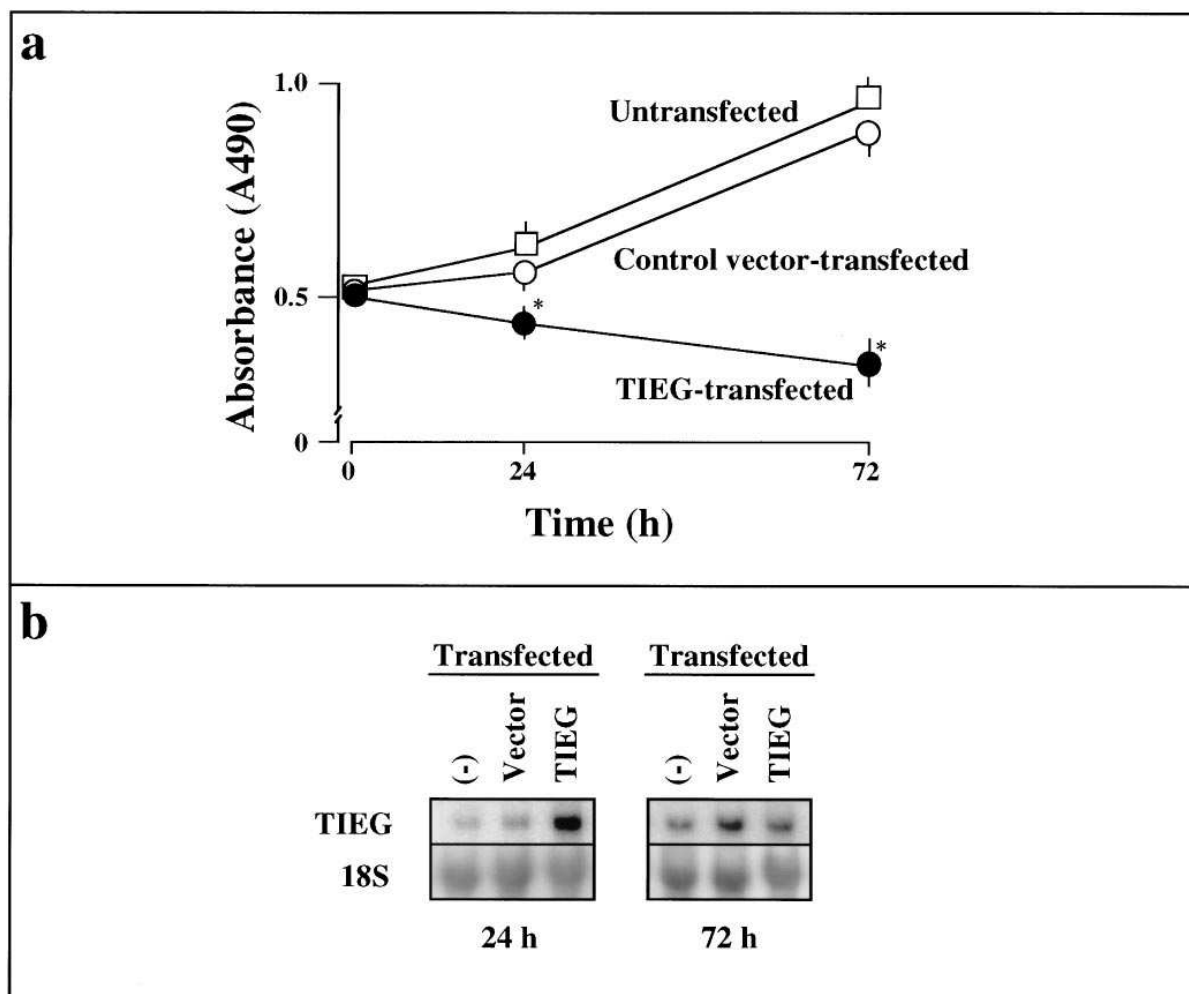 a
1.0
0.5
0
Absorbance (A490)
Untransfected
Control vector-transfected
*
*
TIEG-transfected
0 24 72
Time (h)
b
Transfected Transfected
(-) Vector TIEG (-) Vector TIEG
TIEG
18S
24 h 72 h